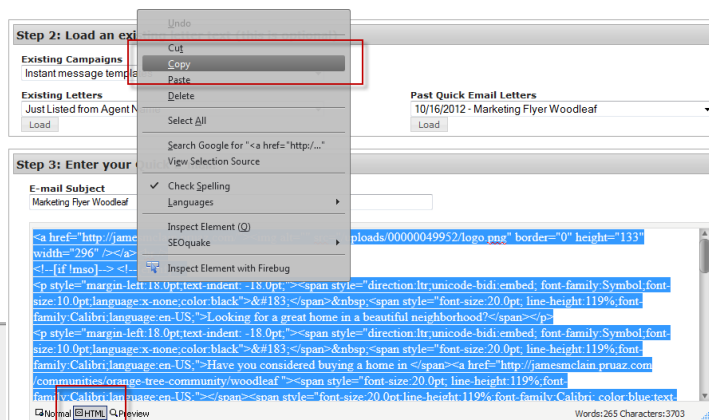 Undo
Cut
Copy
Paste
Delete
Select All
Search Google for "<a href="http:/..."
View Selection Source
Check Spelling
Languages
Inspect Element (Q)
SEOquake
Inspect Element with Firebug
Step 2: Load an exi
Existing Campaigns
Instant message templa
Existing Letters
Just Listed from Agent
Load
Past Quick Email Letters
10/16/2012 - Marketing Flyer Woodleaf
Load
Step 3: Enter your
E-mail Subject
Marketing Flyer Woodleaf
<a href="http://jame ploads/00000049952/logo.png" border="0" height="133"
width="296" /></a>
<!--[if !mso]--> <!--
<p style="margin-left:18.0pt;text-indent: -18.0pt;"><span style="direction:ltr;unicode-bidi:embed; font-family:Symbol;font-
size:10.0pt;language:x-none;color:black">&#183;</span>&nbsp;<span style="font-size:20.0pt; line-height:119%;font-
family:Calibri;language:en-US;">Looking for a great home in a beautiful neighborhood?</span></p>
<p style="margin-left:18.0pt;text-indent: -18.0pt;"><span style="direction:ltr;unicode-bidi:embed; font-family:Symbol;font-
size:10.0pt;language:x-none;color:black">&#183;</span>&nbsp;<span style="font-size:20.0pt; line-height:119%;font-
family:Calibri;language:en-US;">Have you considered buying a home in </span><a href="http://jamesmclain.pruaz.com
/communities/orange-tree-community/woodleaf "><span style="font-size:20.0pt; line-height:119%;font-
family:Calibri;language:en-US;"></span><span style="font-size:20.0pt;line-height:119%;font-family:Calibri; color:blue;text-
Normal HTML Preview
Words:265 Characters:3703